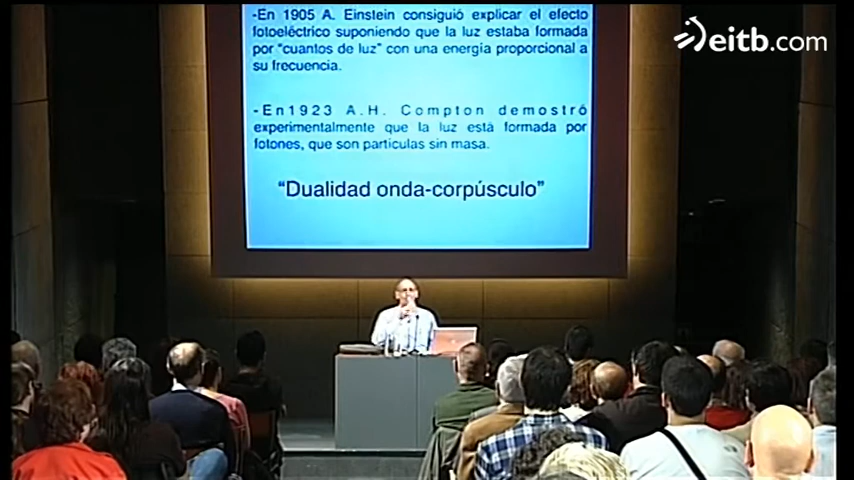 -En 1905 A. Einstein consiguió explicar el efecto
fotoeléctrico suponiendo que la luz estaba formada
por “cuantos de luz” con una energía proporcional a
su frecuencia.
-En1923 A.H. Compton demostró
experimentalmente que la luz está formada por
fotones, que son partículas sin masa.
“Dualidad onda-corpúsculo”
eitb.com